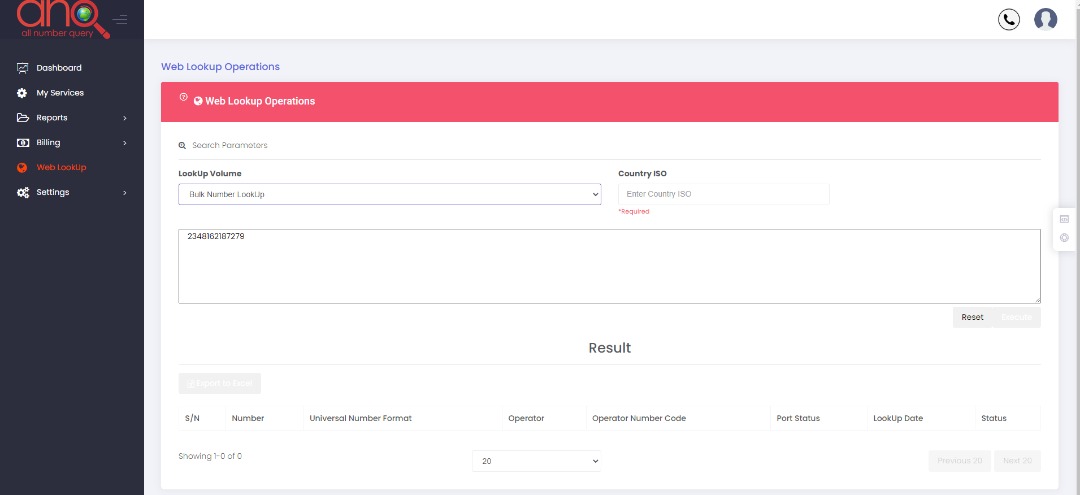 anq
all number query
Dashboard
My Services
Reports
Billing
Web LookUp
Settings
Web Lookup Operations
Web Lookup Operations
Search Parameters
LookUp Volume
Country ISO
Bulk Number LookUp
Enter Country ISO
*Required
2348162187279
Reset
Execute
Result
Export to Excel
S/N Number Universal Number Format Operator Operator Number Code Port Status LookUp Date Status
Showing 1-0 of 0
20
Previous 20
Next 20